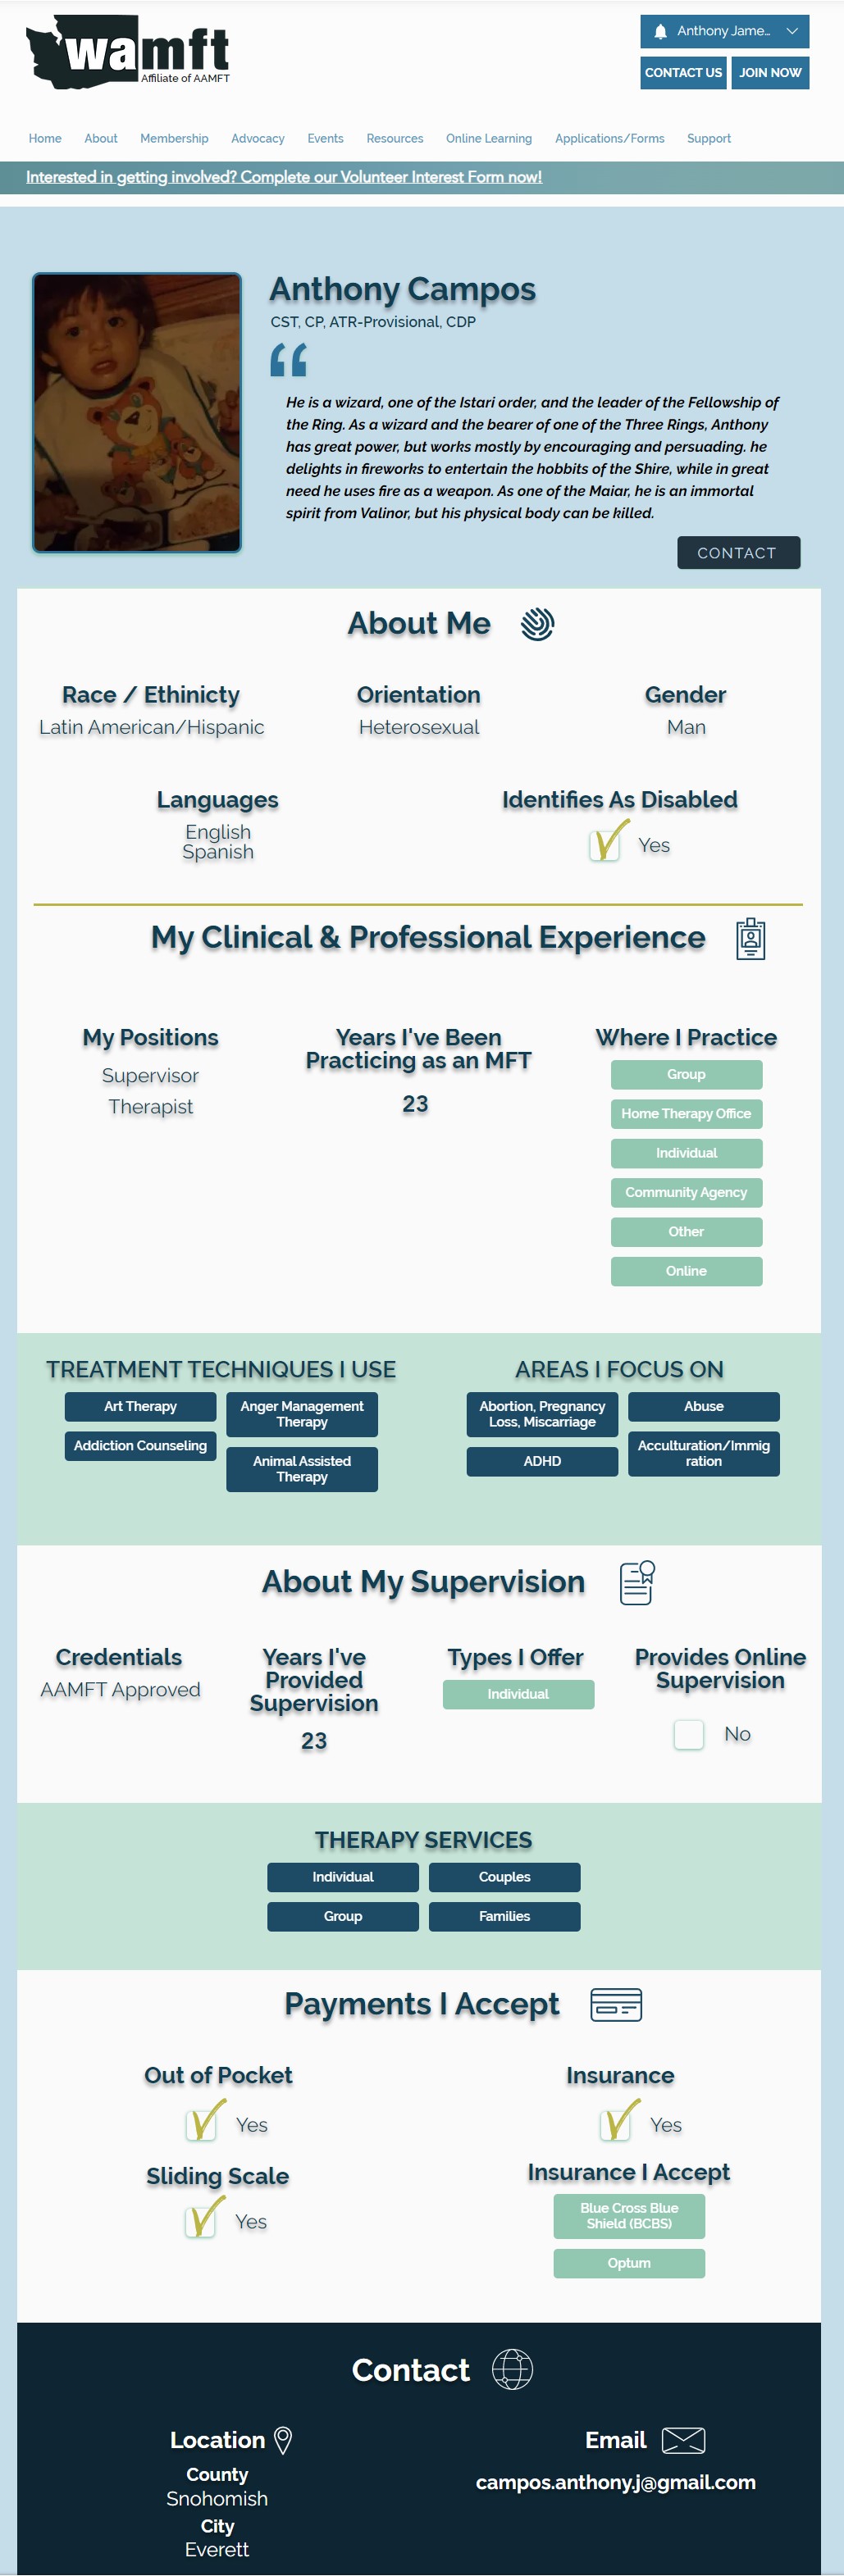 wamft
Affiliate of AAMFT
Anthony Jame...
CONTACT US
JOIN NOW
Home About Membership Advocacy Events Resources Online Learning Applications/Forms Support
Interested in getting involved? Complete our Volunteer Interest Form now!
Anthony Campos
CST, CP, ATR-Provisional, CDP
“
He is a wizard, one of the Istari order, and the leader of the Fellowship of
the Ring. As a wizard and the bearer of one of the Three Rings, Anthony
has great power, but works mostly by encouraging and persuading. he
delights in fireworks to entertain the hobbits of the Shire, while in great
need he uses fire as a weapon. As one of the Maiar, he is an immortal
spirit from Valinor, but his physical body can be killed.
CONTACT
About Me
Race / Ethinicty
Latin American/Hispanic
Orientation
Heterosexual
Gender
Man
Languages
English
Spanish
Identifies As Disabled
Yes
My Clinical & Professional Experience
My Positions
Supervisor
Therapist
Years I've Been
Practicing as an MFT
23
Where I Practice
Group
Home Therapy Office
Individual
Community Agency
Other
Online
TREATMENT TECHNIQUES I USE
Art Therapy
Anger Management
Therapy
Addiction Counseling
Animal Assisted
Therapy
AREAS I FOCUS ON
Abortion, Pregnancy
Loss, Miscarriage
Abuse
ADHD
Acculturation/Immig
ration
About My Supervision
Credentials
AAMFT Approved
Years I've
Provided
Supervision
23
Types I Offer
Individual
Provides Online
Supervision
No
THERAPY SERVICES
Individual
Couples
Group
Families
Payments I Accept
Out of Pocket
Yes
Sliding Scale
Yes
Insurance
Yes
Insurance I Accept
Blue Cross Blue
Shield (BCBS)
Optum
Contact
Location
County
Snohomish
City
Everett
Email
campos.anthony.j@gmail.com